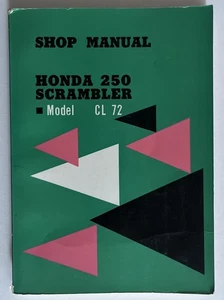 SHOP MANUAL
HONDA 250
SCRAMBLER
■ Model CL 72